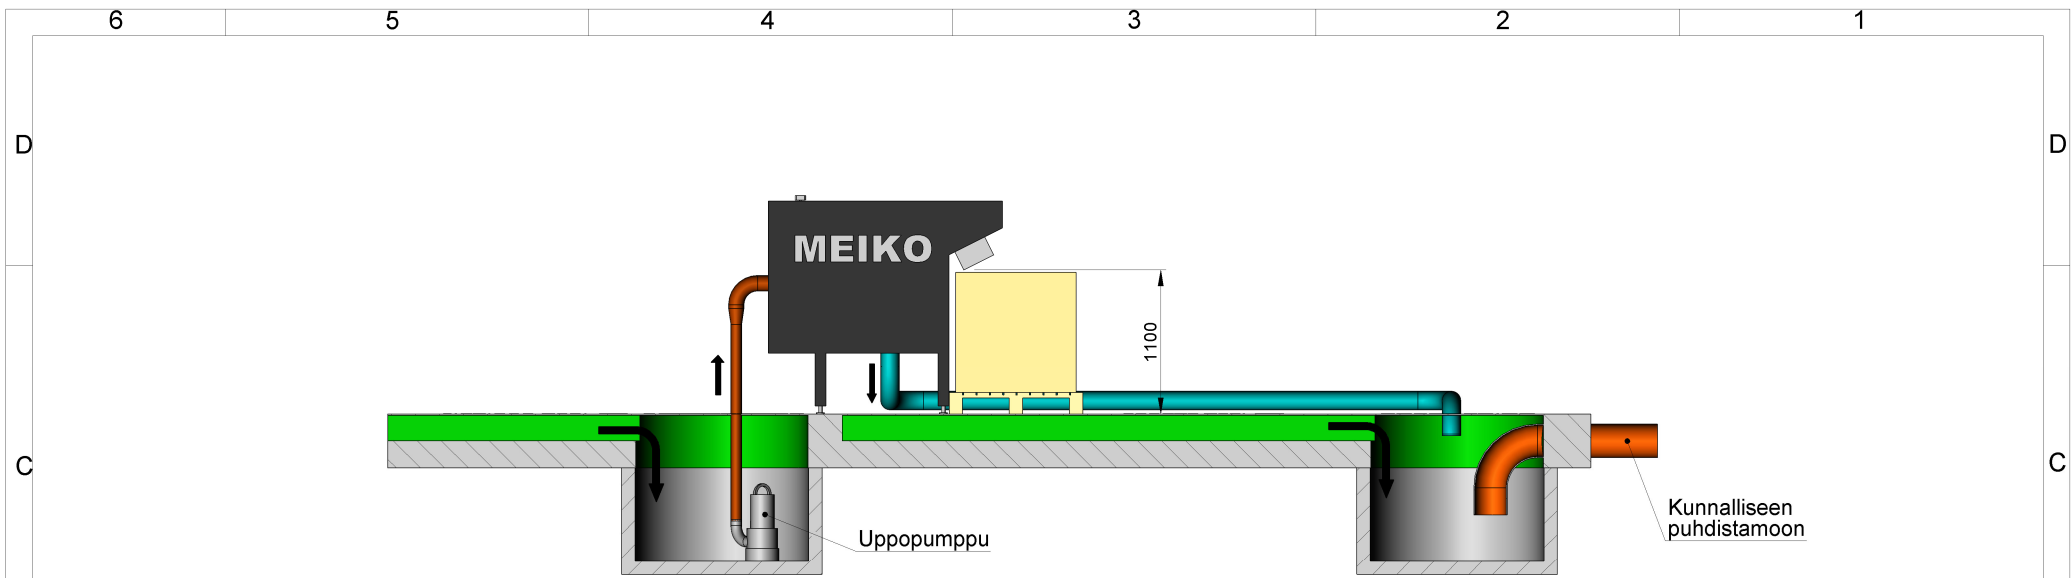 6 5 4 3 2 1
D D
MEIKO
1100
C C
Kunnalliseen
puhdistamoon
Uppopumppu